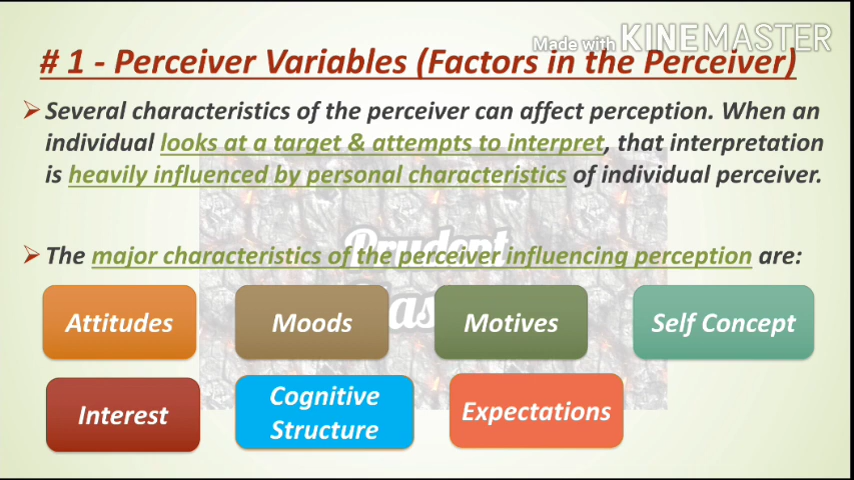 Made with KINEMASTER
# 1 - Perceiver Variables (Factors in the Perceiver)
Several characteristics of the perceiver can affect perception. When an
individual looks at a target & attempts to interpret, that interpretation
is heavily influenced by personal characteristics of individual perceiver.
Prudent
The major characteristics of the perceiver influencing perception are:
Attitudes Moods Motives Self Concept
Interest Cognitive Expectations
Structure